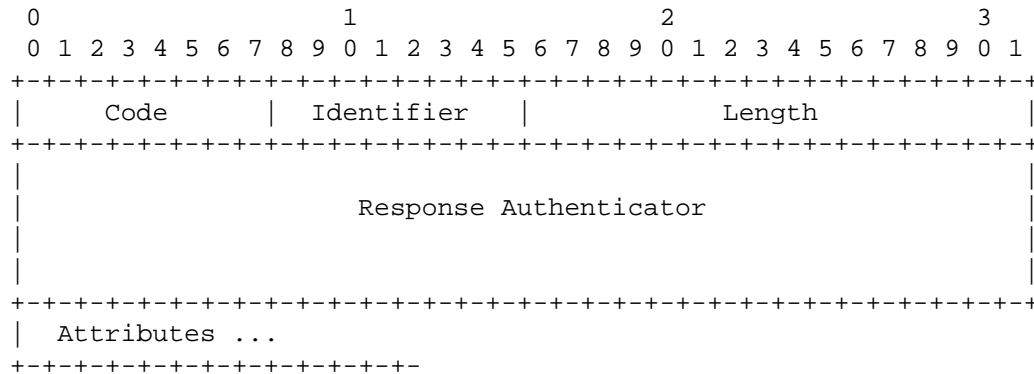 0                   1                   2                   3
 0 1 2 3 4 5 6 7 8 9 0 1 2 3 4 5 6 7 8 9 0 1 2 3 4 5 6 7 8 9 0 1
+-+-+-+-+-+-+-+-+-+-+-+-+-+-+-+-+-+-+-+-+-+-+-+-+-+-+-+-+-+-+-+-+
|     Code      |  Identifier   |            Length             |
+-+-+-+-+-+-+-+-+-+-+-+-+-+-+-+-+-+-+-+-+-+-+-+-+-+-+-+-+-+-+-+-+
|                                                               |
|                     Response Authenticator                    |
|                                                               |
|                                                               |
+-+-+-+-+-+-+-+-+-+-+-+-+-+-+-+-+-+-+-+-+-+-+-+-+-+-+-+-+-+-+-+-+
|  Attributes ...
+-+-+-+-+-+-+-+-+-+-+-+-+-